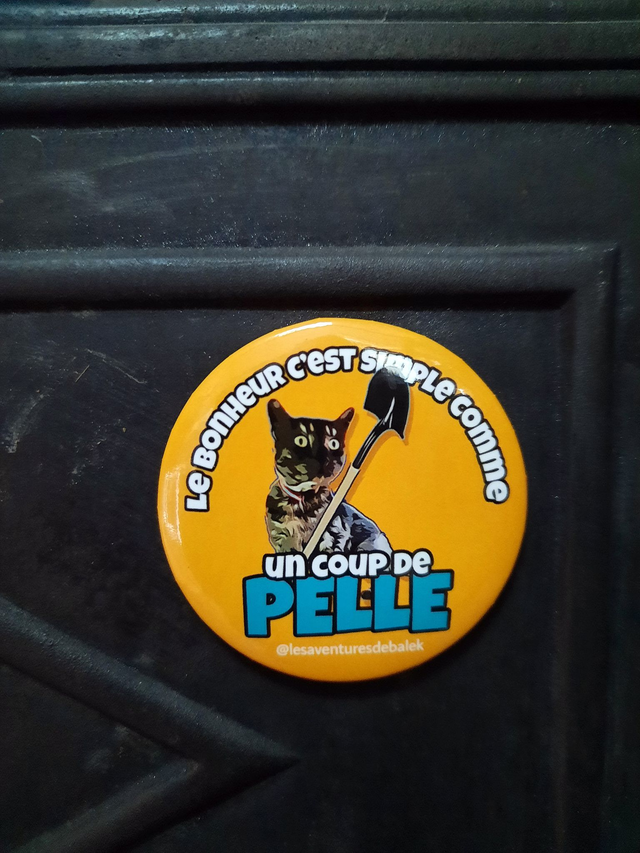 Le BonHeUR C'EST SIMPLE COMME
Un COUP De
PELLE
@lesaventuresdebalek